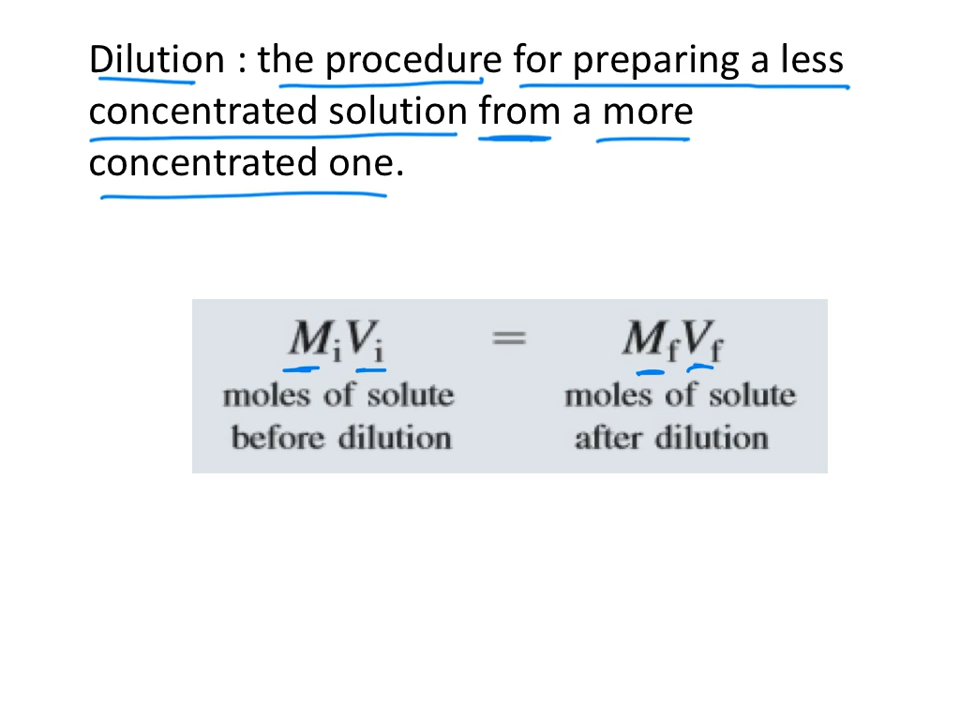 Dilution : the procedure for preparing a less
concentrated solution from a more
concentrated one.
MᵢVᵢ = M_fV_f
moles of solute moles of solute
before dilution after dilution